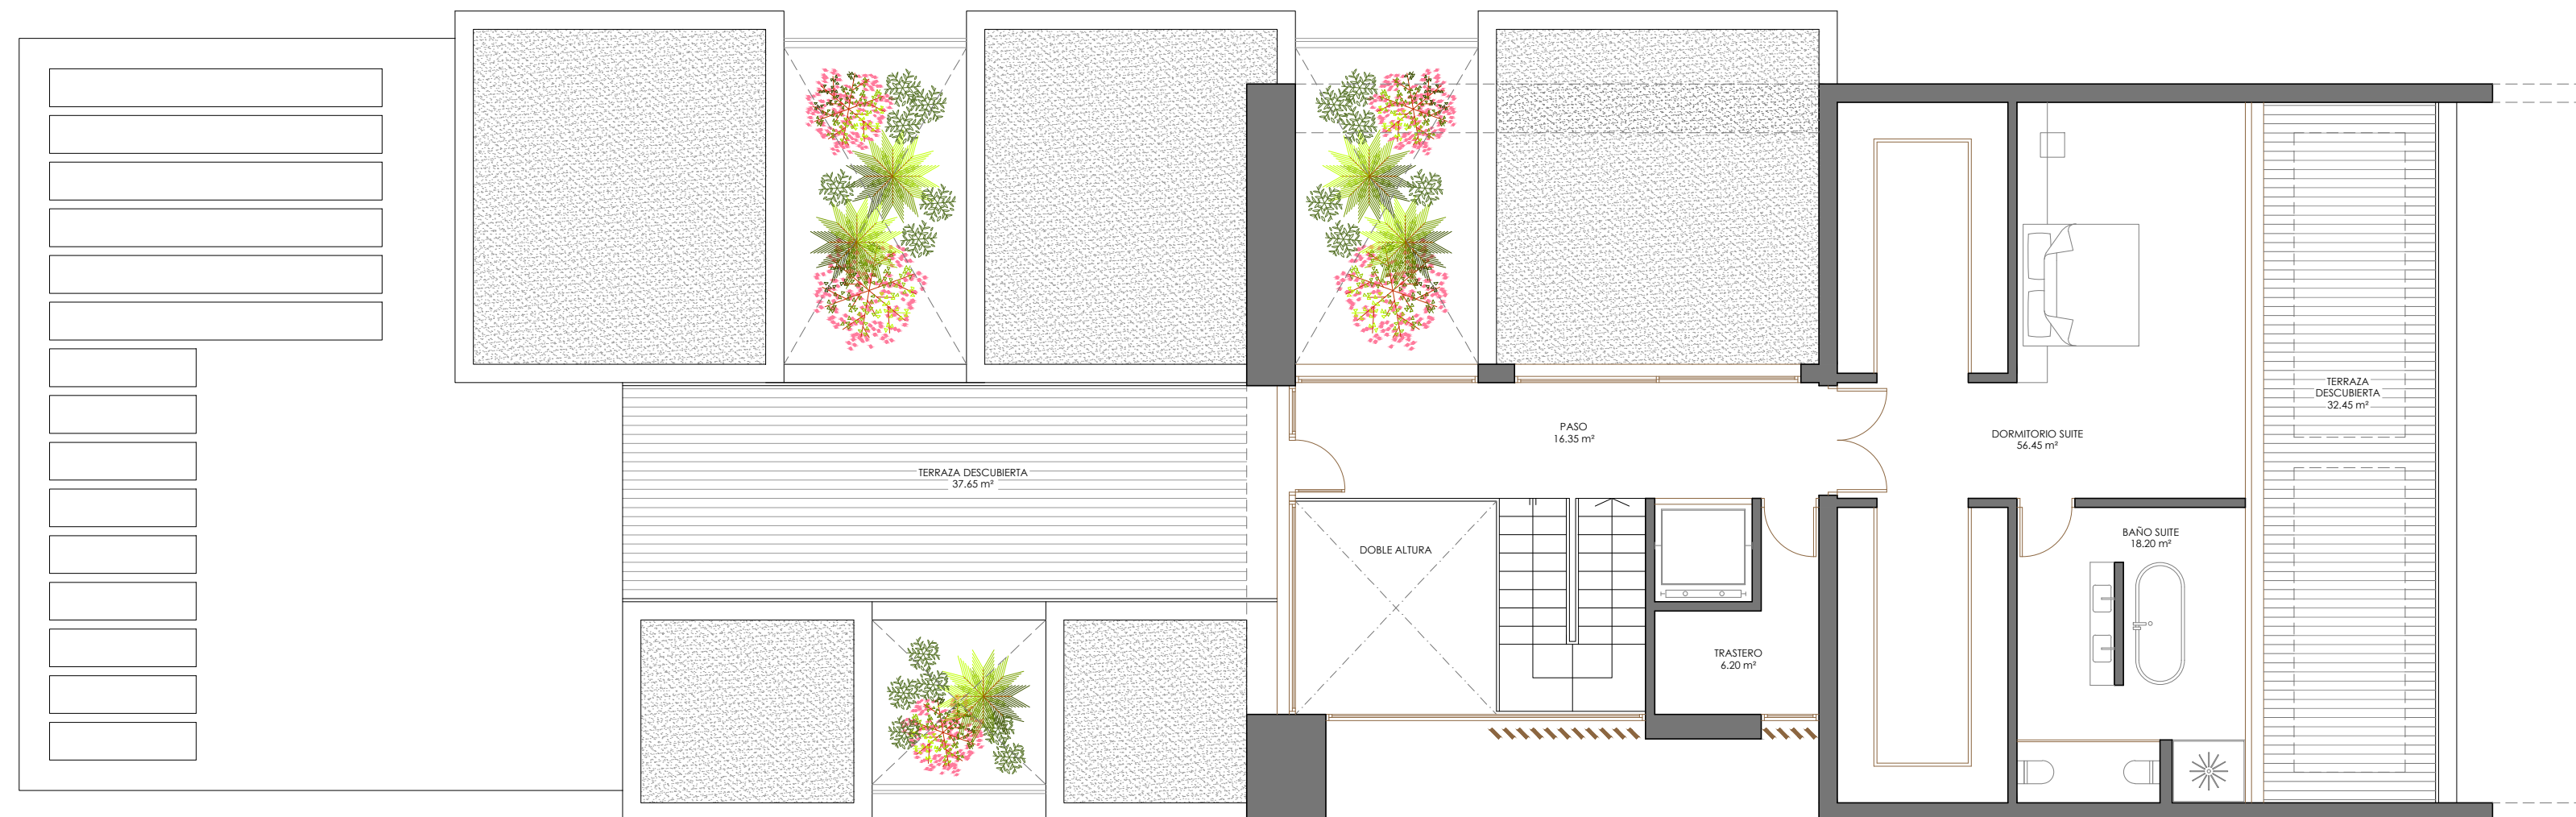 TERRAZA
DESCUBIERTA
32.45 m²
PASO
16.35 m²
DORMITORIO SUITE
56.45 m²
TERRAZA DESCUBIERTA
37.65 m²
DOBLE ALTURA
BAÑO SUITE
18.20 m²
TRASTERO
6.20 m²